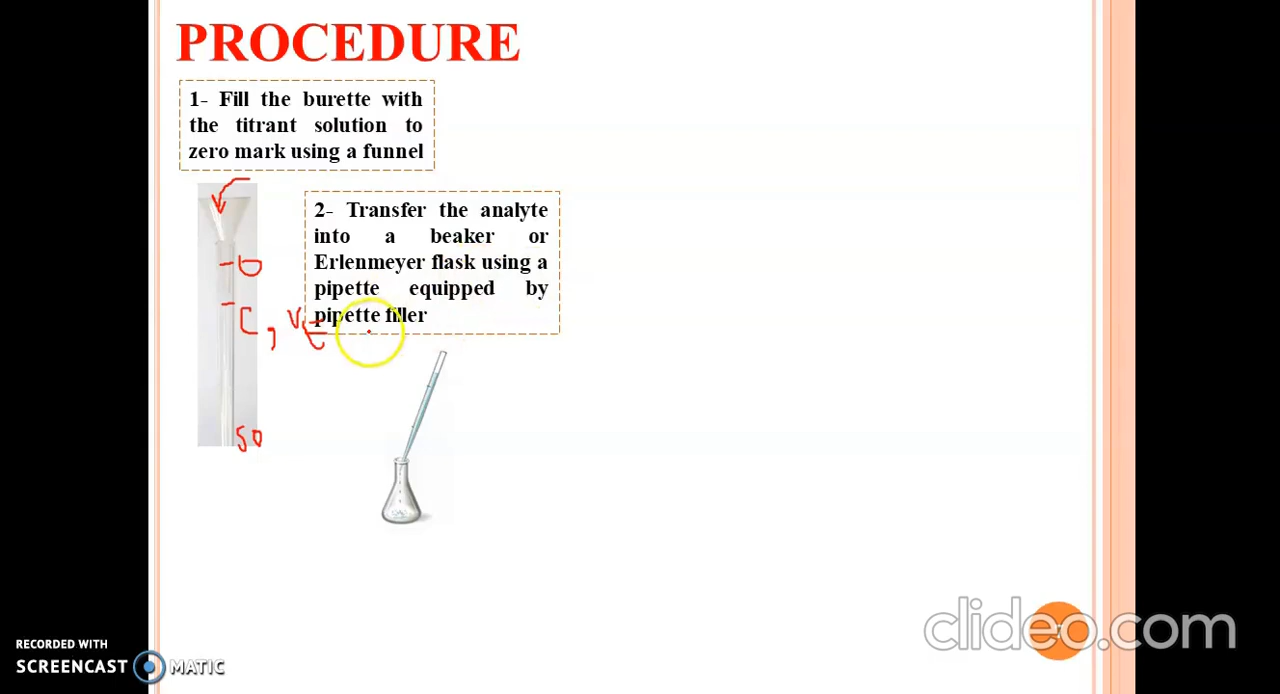 PROCEDURE
1- Fill the burette with
the titrant solution to
zero mark using a funnel
2- Transfer the analyte
into a beaker or
Erlenmeyer flask using a
pipette equipped by
pipette filler
0
C, V
50
RECORDED WITH
SCREENCAST MATIC
clideo.com